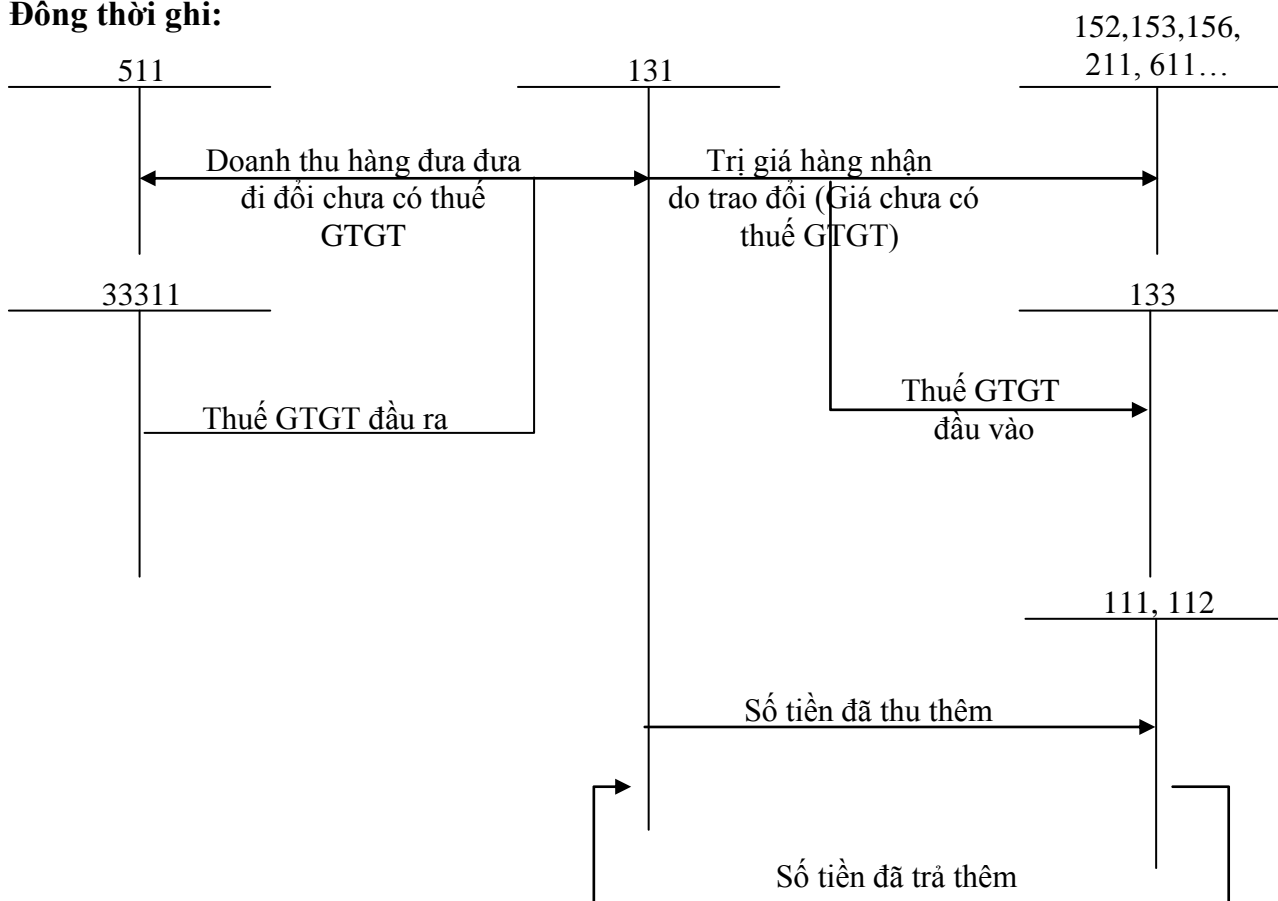 Đồng thời ghi:
152,153,156,
511
131
211, 611…
Doanh thu hàng đưa đưa
đi đổi chưa có thuế
GTGT
Trị giá hàng nhận
do trao đổi (Giá chưa có
thuế GTGT)
33311
133
Thuế GTGT đầu ra
Thuế GTGT
đầu vào
111, 112
Số tiền đã thu thêm
Số tiền đã trả thêm